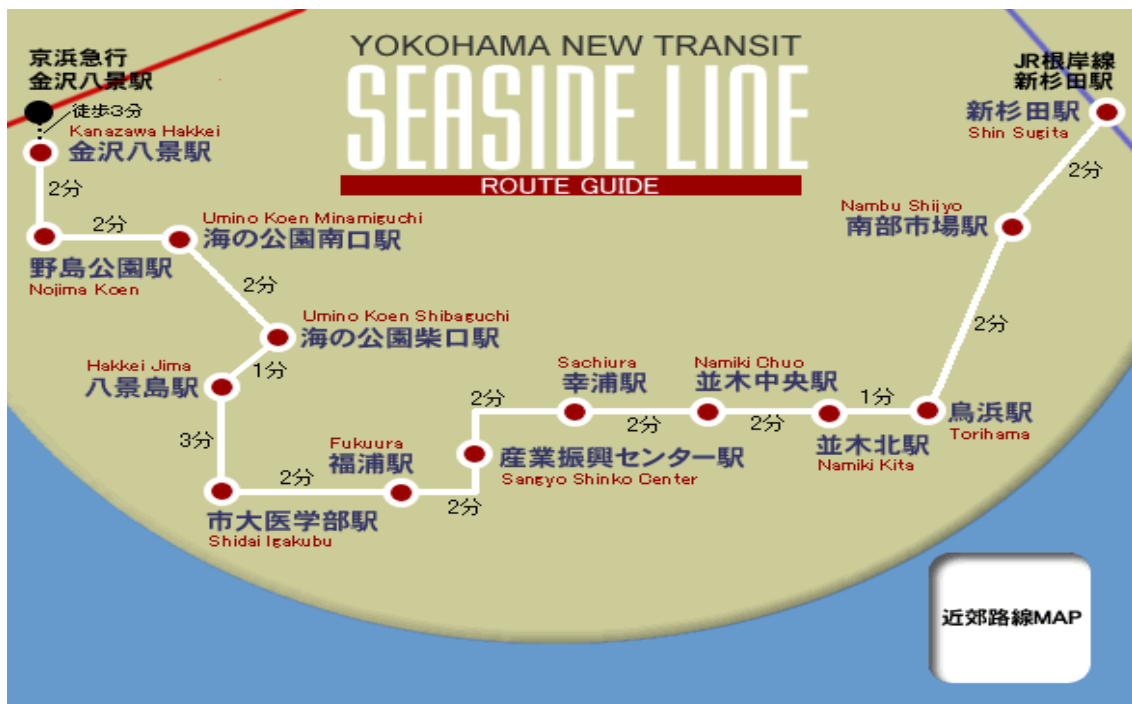 YOKOHAMA NEW TRANSIT
SEASIDE LINE
ROUTE GUIDE
京浜急行
金沢八景駅
徒歩3分
Kanazawa Hakkei
金沢八景駅
2分
2分
野島公園駅
Nojima Koen
Umino Koen Minamiguchi
海の公園南口駅
2分
Umino Koen Shibaguchi
海の公園柴口駅
1分
Hakkei Jima
八景島駅
3分
市大医学部駅
Shidai Igakubu
2分
Fukuura
福浦駅
2分
産業振興センター駅
Sangyo Shinko Center
2分
Sachiura
幸浦駅
2分
Namiki Chuo
並木中央駅
2分
並木北駅
Namiki Kita
1分
鳥浜駅
Torihama
2分
Nambu Shijyo
南部市場駅
2分
JR根岸線
新杉田駅
新杉田駅
Shin Sugita
近郊路線MAP